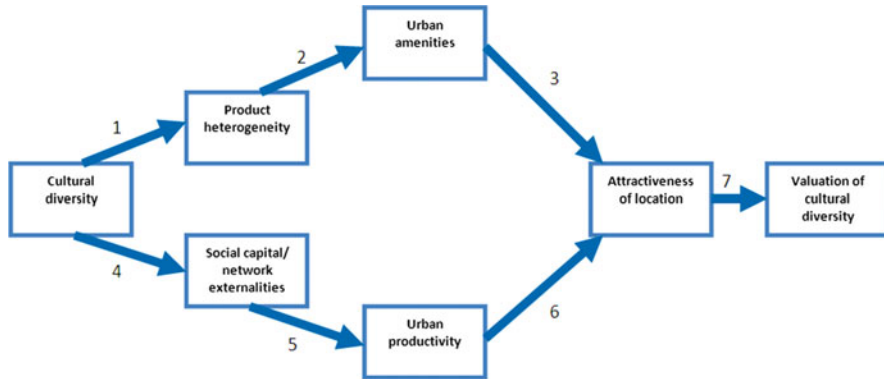 Urban
amenities
2
3
Product
heterogeneity
1
Cultural
diversity
Attractiveness
of location
7
Valuation of
cultural
diversity
4
Social capital/
network
externalities
5
Urban
productivity
6